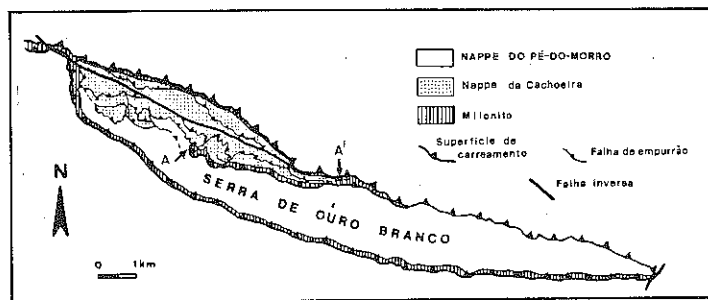 NAPPE DO PÉ-DO-MORRO
Nappe da Cachoeira
Milonito
Superfície de
carreamento
Falha de empurrão
Falha inversa
A
A'
N
SERRA DE OURO BRANCO
0 1km